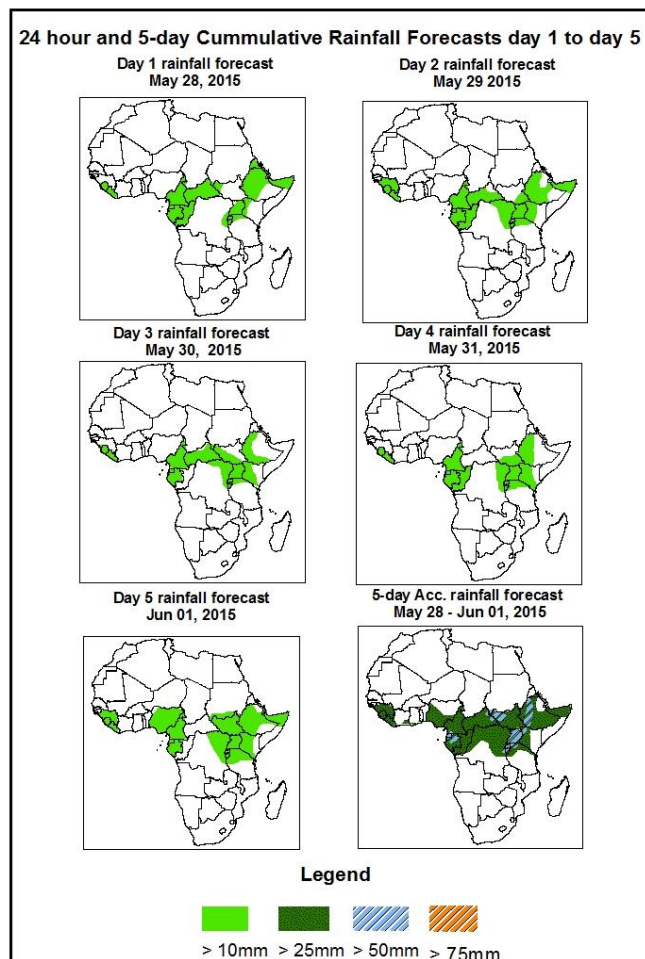 24 hour and 5-day Cummulative Rainfall Forecasts day 1 to day 5
Day 1 rainfall forecast
May 28, 2015
Day 2 rainfall forecast
May 29 2015
Day 3 rainfall forecast
May 30, 2015
Day 4 rainfall forecast
May 31, 2015
Day 5 rainfall forecast
Jun 01, 2015
5-day Acc. rainfall forecast
May 28 - Jun 01, 2015
Legend
> 10mm > 25mm > 50mm > 75mm